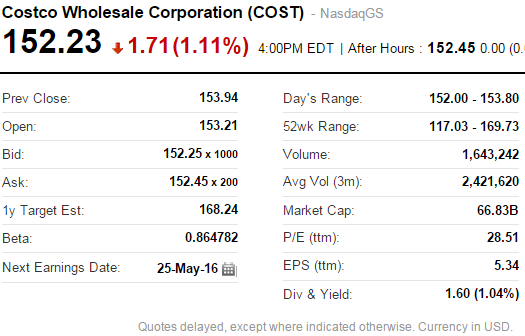 Costco Wholesale Corporation (COST) - NasdaqGS
152.23 1.71(1.11%) 4:00PM EDT | After Hours : 152.45 0.00 (0.
Prev Close: 153.94
Open: 153.21
Bid: 152.25 x 1000
Ask: 152.45 x 200
1y Target Est: 168.24
Beta: 0.864782
Next Earnings Date: 25-May-16
Day's Range: 152.00 - 153.80
52wk Range: 117.03 - 169.73
Volume: 1,643,242
Avg Vol (3m): 2,421,620
Market Cap: 66.83B
P/E (ttm): 28.51
EPS (ttm): 5.34
Div & Yield: 1.60 (1.04%)
Quotes delayed, except where indicated otherwise. Currency in USD.